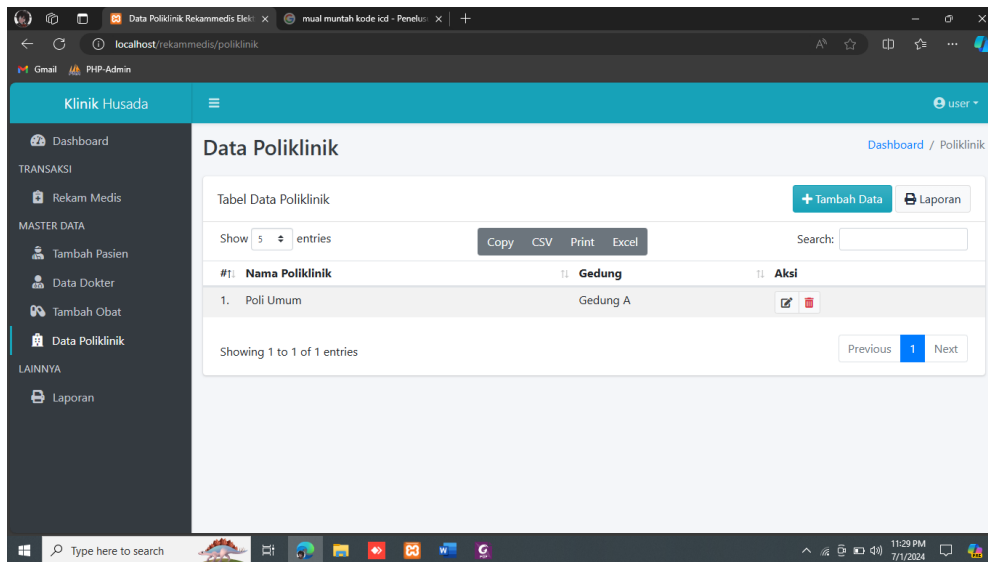 Data Poliklinik Rekammedis Elekt
mual muntah kode icd - Penelus
localhost/rekammedis/poliklinik
Gmail PHP-Admin
Klinik Husada
user
Dashboard
TRANSAKSI
Rekam Medis
MASTER DATA
Tambah Pasien
Data Dokter
Tambah Obat
Data Poliklinik
LAINNYA
Laporan
Data Poliklinik
Dashboard / Poliklinik
Tabel Data Poliklinik
Tambah Data Laporan
Show 5 entries
Copy CSV Print Excel
Search:
# Nama Poliklinik Gedung Aksi
1. Poli Umum Gedung A
Showing 1 to 1 of 1 entries
Previous 1 Next
Type here to search
11:29 PM
7/1/2024